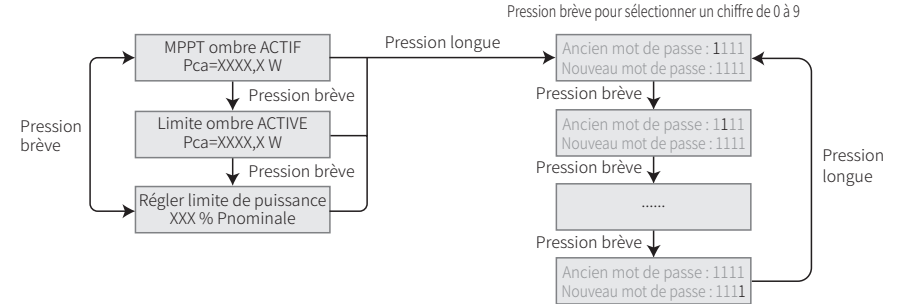 Pression brève pour sélectionner un chiffre de 0 à 9
MPPT ombre ACTIF
Pca=XXXX,X W
Pression longue
Ancien mot de passe : 1111
Nouveau mot de passe : 1111
Pression brève
Pression brève
Limite ombre ACTIVE
Pca=XXXX,X W
Ancien mot de passe : 1111
Nouveau mot de passe : 1111
Pression
brève
Pression brève
Pression brève
Pression
longue
Régler limite de puissance
XXX % Pnominale
......
Pression brève
Ancien mot de passe : 1111
Nouveau mot de passe : 1111